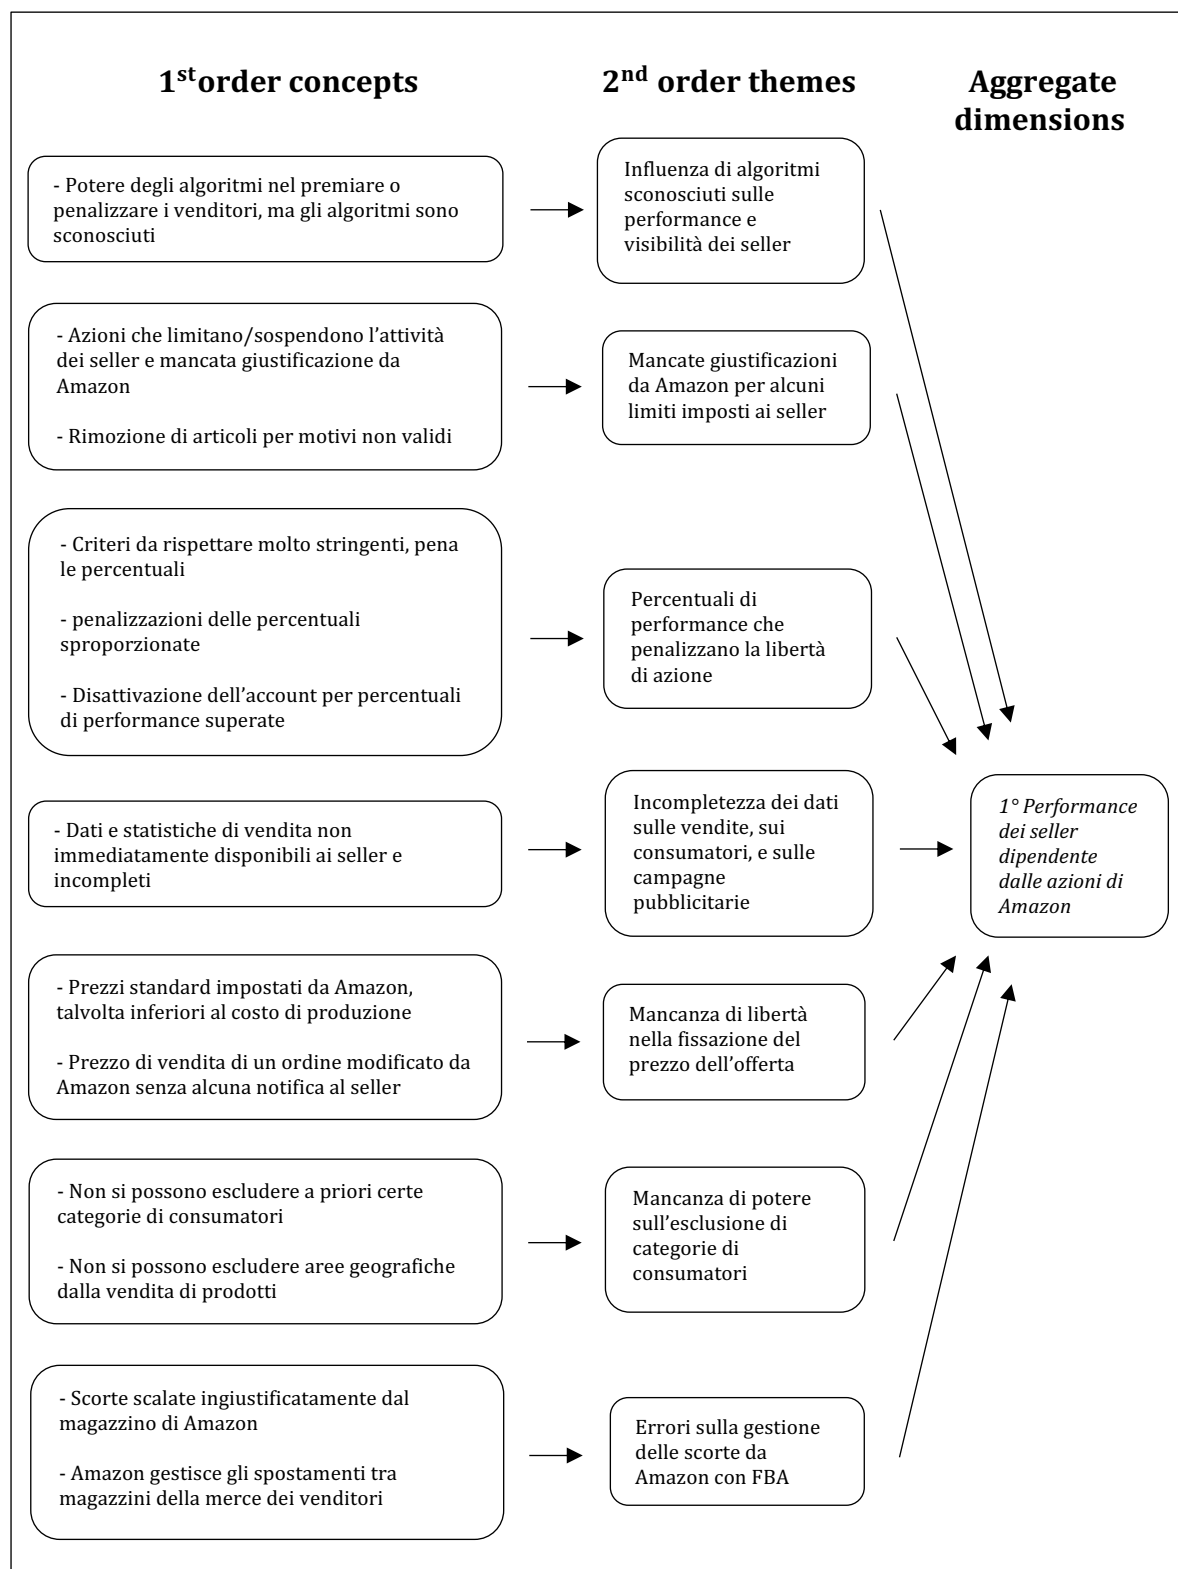 1st order concepts
2nd order themes
Aggregate
dimensions
- Potere degli algoritmi nel premiare o
penalizzare i venditori, ma gli algoritmi sono
sconosciuti
Influenza di algoritmi
sconosciuti sulle
performance e
visibilità dei seller
- Azioni che limitano/sospendono l’attività
dei seller e mancata giustificazione da
Amazon
- Rimozione di articoli per motivi non validi
Mancate giustificazioni
da Amazon per alcuni
limiti imposti ai seller
- Criteri da rispettare molto stringenti, pena
le percentuali
- penalizzazioni delle percentuali
sproporzionate
- Disattivazione dell’account per percentuali
di performance superate
Percentuali di
performance che
penalizzano la libertà
di azione
- Dati e statistiche di vendita non
immediatamente disponibili ai seller e
incompleti
Incompletezza dei dati
sulle vendite, sui
consumatori, e sulle
campagne
pubblicitarie
1° Performance
dei seller
dipendente
dalle azioni di
Amazon
- Prezzi standard impostati da Amazon,
talvolta inferiori al costo di produzione
- Prezzo di vendita di un ordine modificato da
Amazon senza alcuna notifica al seller
Mancanza di libertà
nella fissazione del
prezzo dell’offerta
- Non si possono escludere a priori certe
categorie di consumatori
- Non si possono escludere aree geografiche
dalla vendita di prodotti
Mancanza di potere
sull’esclusione di
categorie di
consumatori
- Scorte scalate ingiustificatamente dal
magazzino di Amazon
- Amazon gestisce gli spostamenti tra
magazzini della merce dei venditori
Errori sulla gestione
delle scorte da
Amazon con FBA